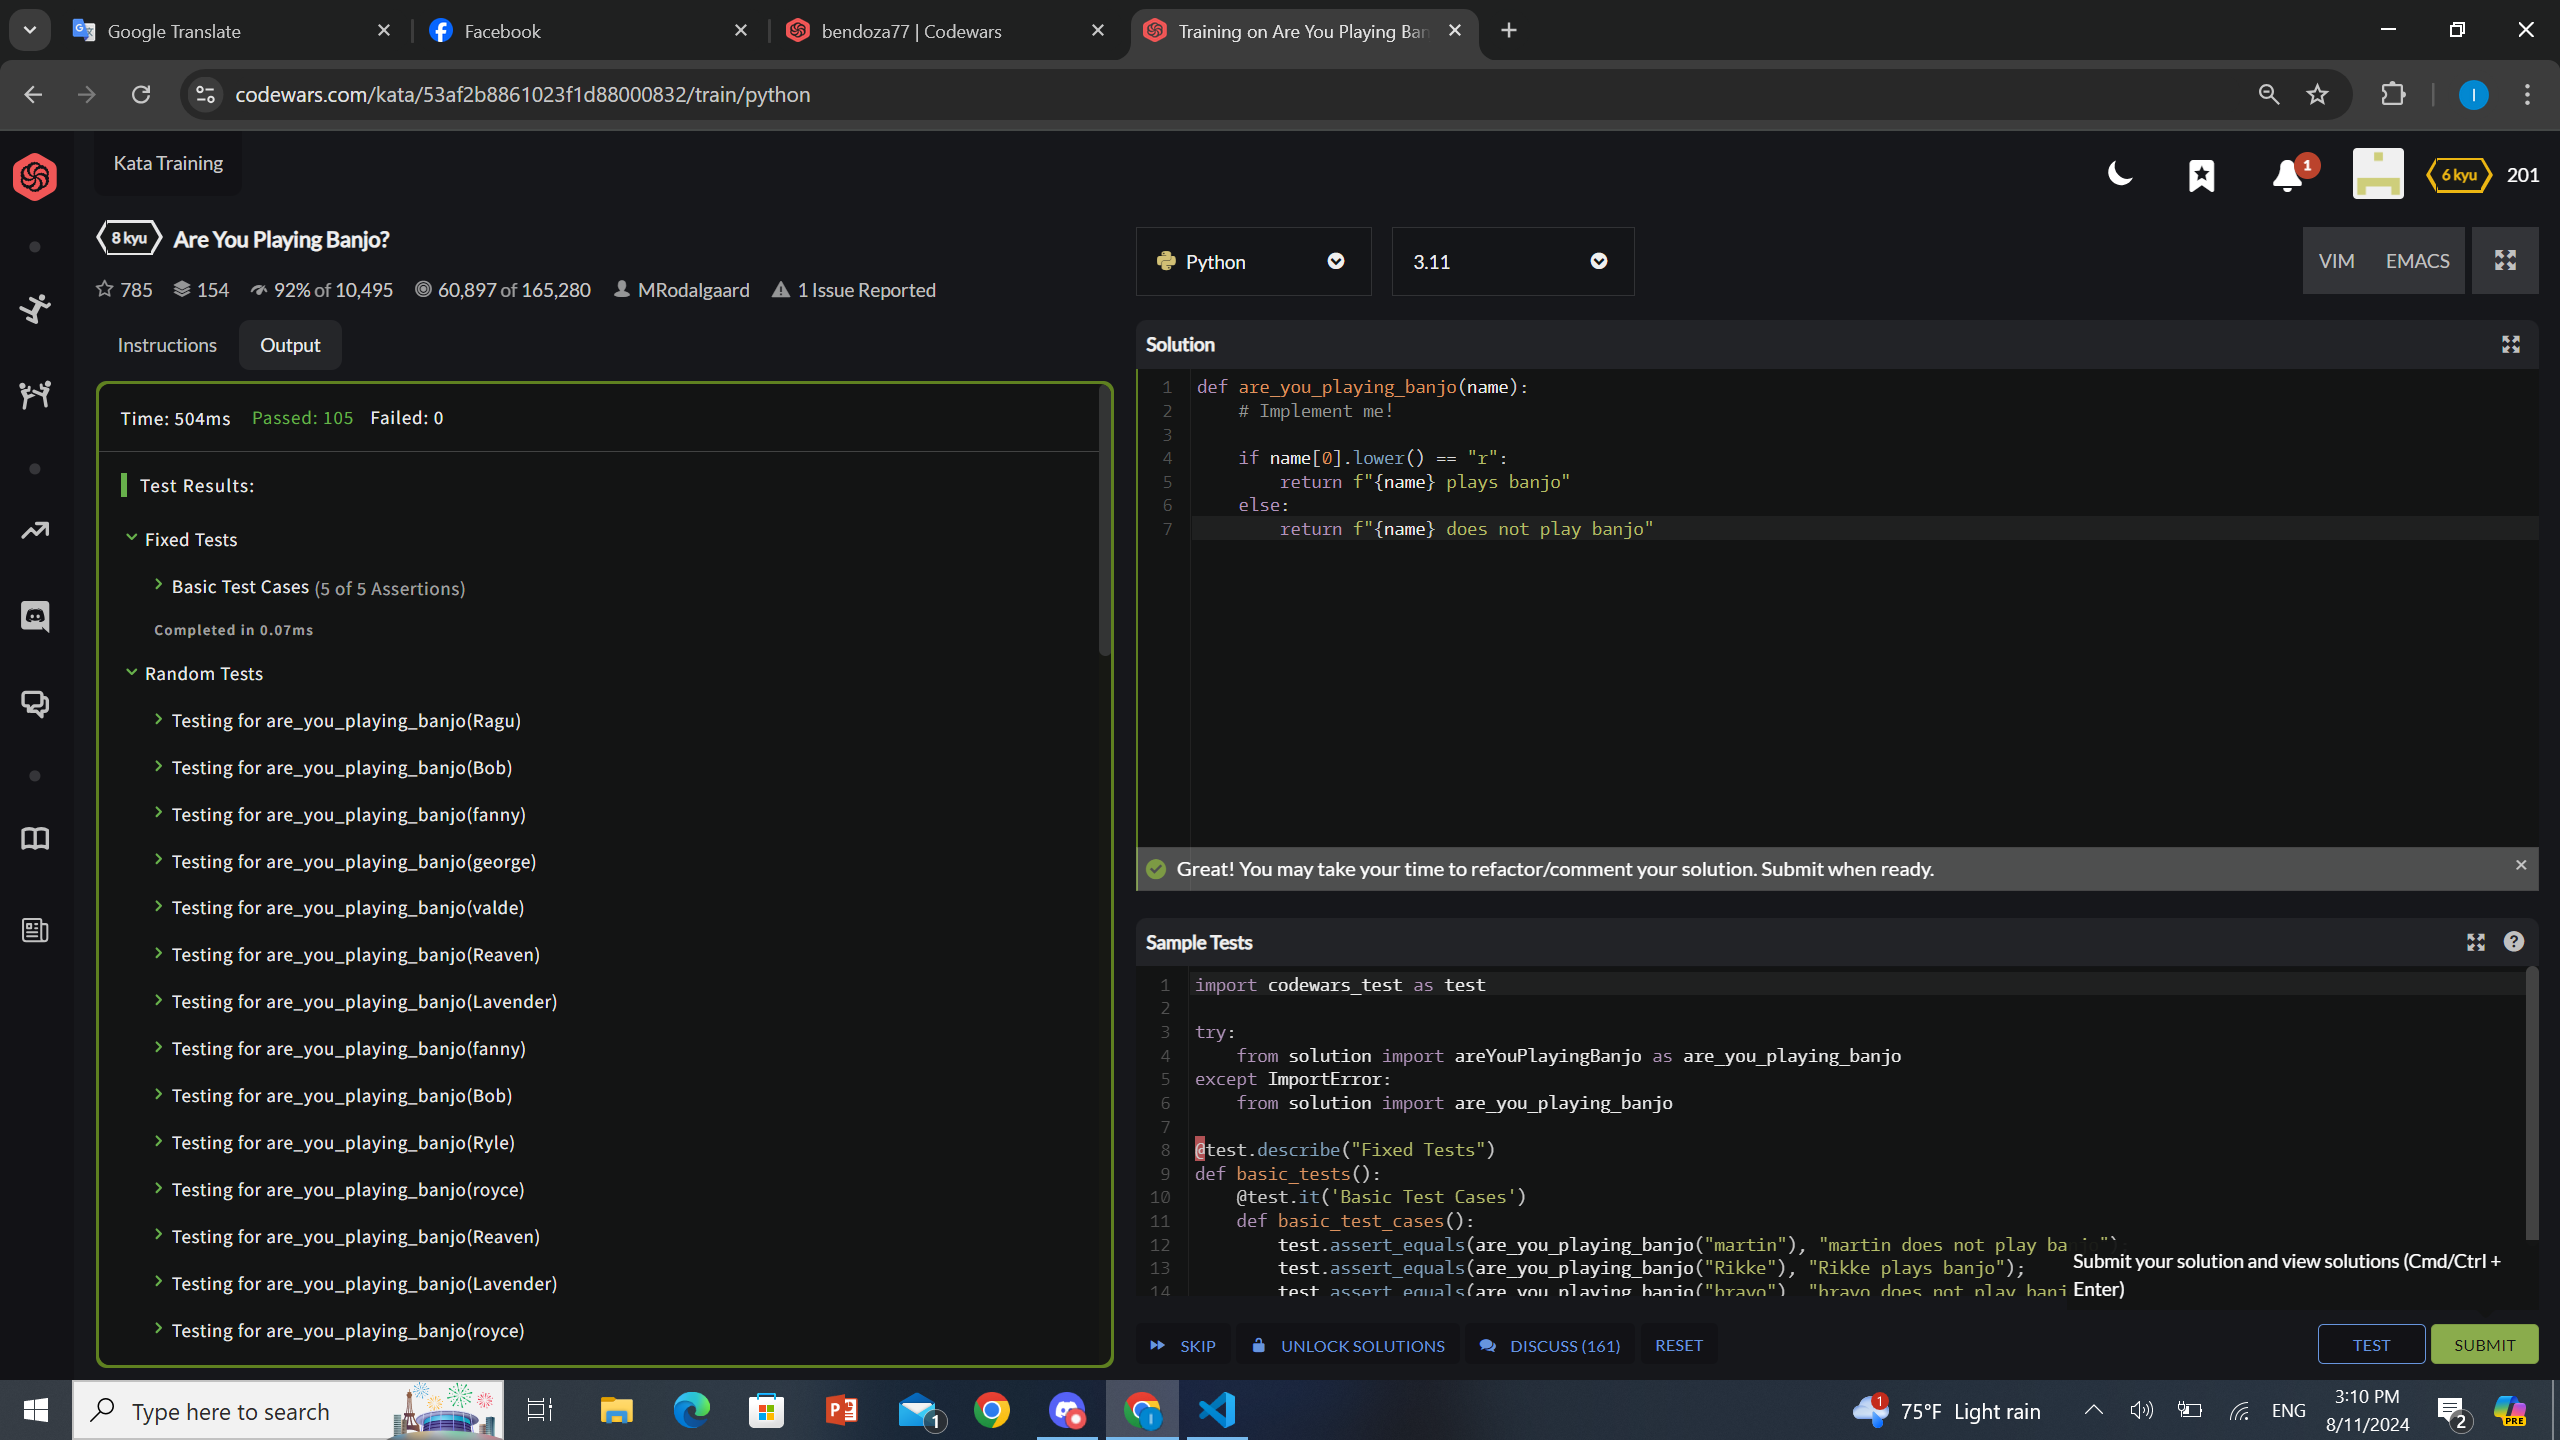 Google Translate
Facebook
bendoza77 | Codewars
Training on Are You Playing Ban
codewars.com/kata/53af2b8861023f1d88000832/train/python
I
Kata Training
1
6 kyu
201
8 kyu
Are You Playing Banjo?
785
154
92% of 10,495
60,897 of 165,280
MRodalgaard
1 Issue Reported
Instructions
Output
Time: 504ms
Passed: 105
Failed: 0
Test Results:
Fixed Tests
Basic Test Cases (5 of 5 Assertions)
Completed in 0.07ms
Random Tests
Testing for are_you_playing_banjo(Ragu)
Testing for are_you_playing_banjo(Bob)
Testing for are_you_playing_banjo(fanny)
Testing for are_you_playing_banjo(george)
Testing for are_you_playing_banjo(valde)
Testing for are_you_playing_banjo(Reaven)
Testing for are_you_playing_banjo(Lavender)
Testing for are_you_playing_banjo(fanny)
Testing for are_you_playing_banjo(Bob)
Testing for are_you_playing_banjo(Ryle)
Testing for are_you_playing_banjo(royce)
Testing for are_you_playing_banjo(Reaven)
Testing for are_you_playing_banjo(Lavender)
Testing for are_you_playing_banjo(royce)
Python
3.11
VIM
EMACS
Solution
1 def are_you_playing_banjo(name):
2     # Implement me!
3
4     if name[0].lower() == "r":
5         return f"{name} plays banjo"
6     else:
7         return f"{name} does not play banjo"
Great! You may take your time to refactor/comment your solution. Submit when ready.
Sample Tests
?
1 import codewars_test as test
2
3 try:
4     from solution import areYouPlayingBanjo as are_you_playing_banjo
5 except ImportError:
6     from solution import are_you_playing_banjo
7
8 @test.describe("Fixed Tests")
9 def basic_tests():
10     @test.it('Basic Test Cases')
11     def basic_test_cases():
12         test.assert_equals(are_you_playing_banjo("martin"), "martin does not play banjo");
13         test.assert_equals(are_you_playing_banjo("Rikke"), "Rikke plays banjo");
14         test.assert_equals(are_you_playing_banjo("bravo"), "bravo does not play banj
Submit your solution and view solutions (Cmd/Ctrl +
Enter)
SKIP
UNLOCK SOLUTIONS
DISCUSS (161)
RESET
TEST
SUBMIT
Type here to search
1
I
1
75°F Light rain
ENG
3:10 PM
8/11/2024
2
PRE